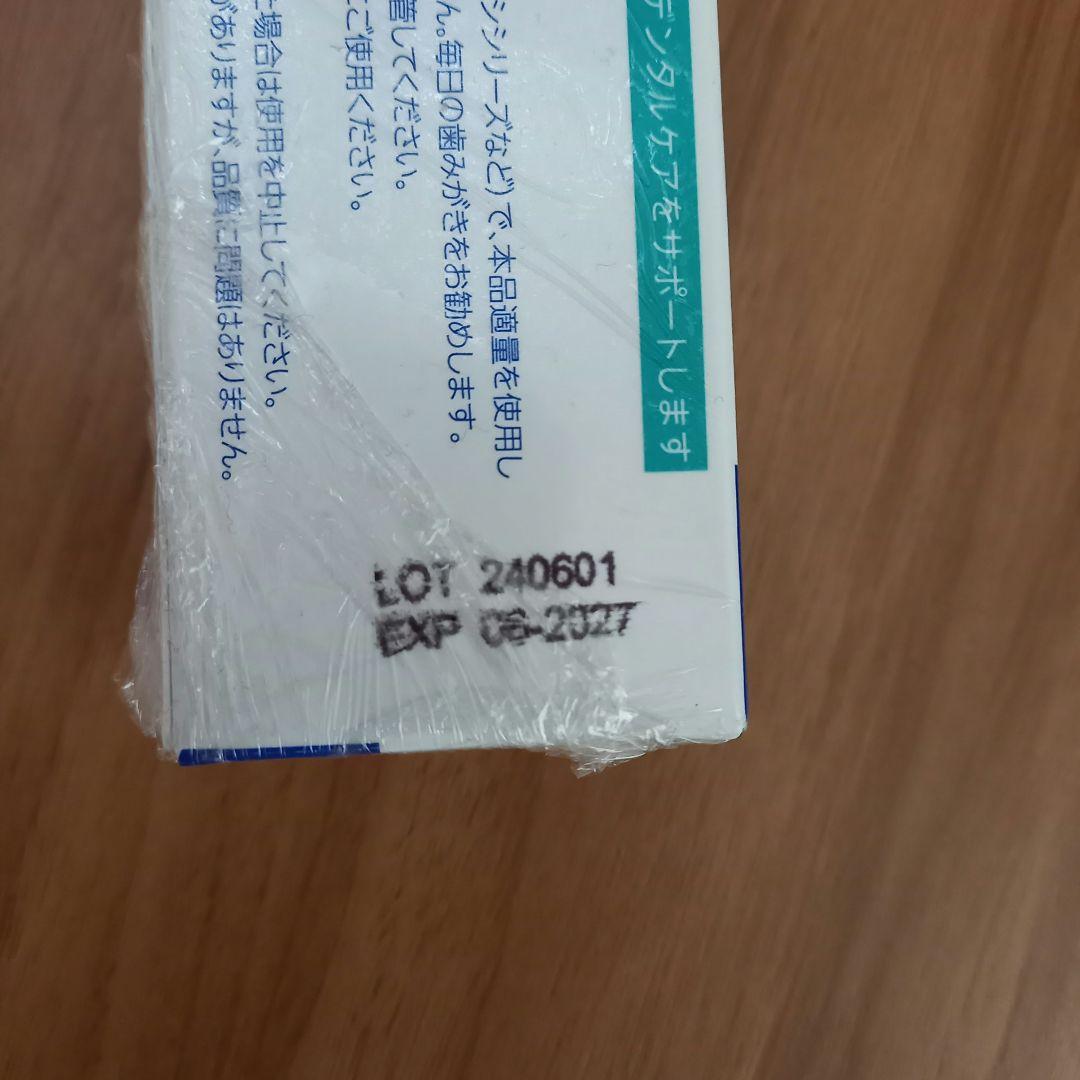 デンタルケアをサポートします
シシリーズなど)で、本品適量を使用し
ん。毎日の歯みがきをお勧めします。
管してください。
ご使用ください。
場合は使用を中止してください。
がありますが、品質に問題はありません。
LOT 240601
EXP 06-2027